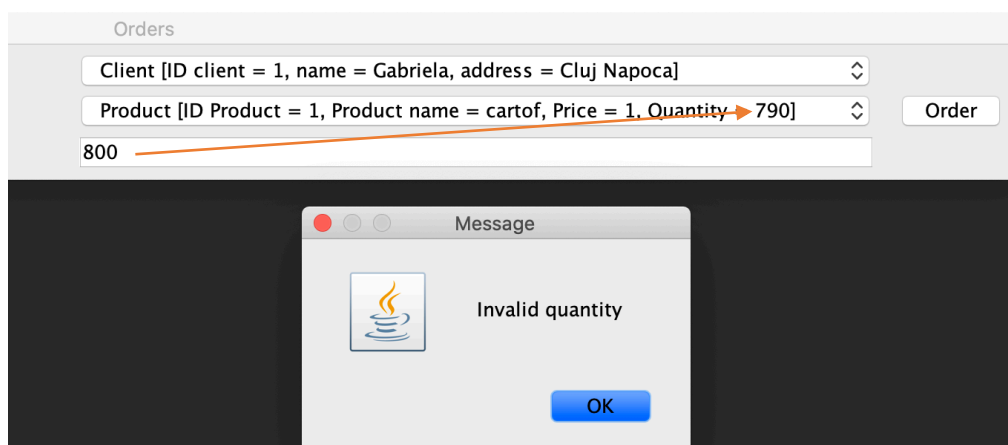 Orders
Client [ID client = 1, name = Gabriela, address = Cluj Napoca]
Product [ID Product = 1, Product name = cartof, Price = 1, Quantity 790]
Order
800
Message
Invalid quantity
OK